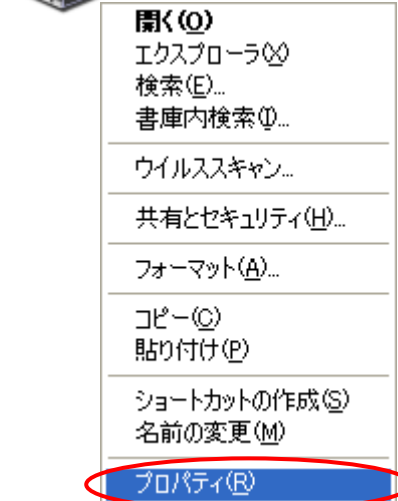 開く(O)
エクスプローラ(X)
検索(E)...
書庫内検索(I)...
ウイルススキャン...
共有とセキュリティ(H)...
フォーマット(A)...
コピー(C)
貼り付け(P)
ショートカットの作成(S)
名前の変更(M)
プロパティ(R)